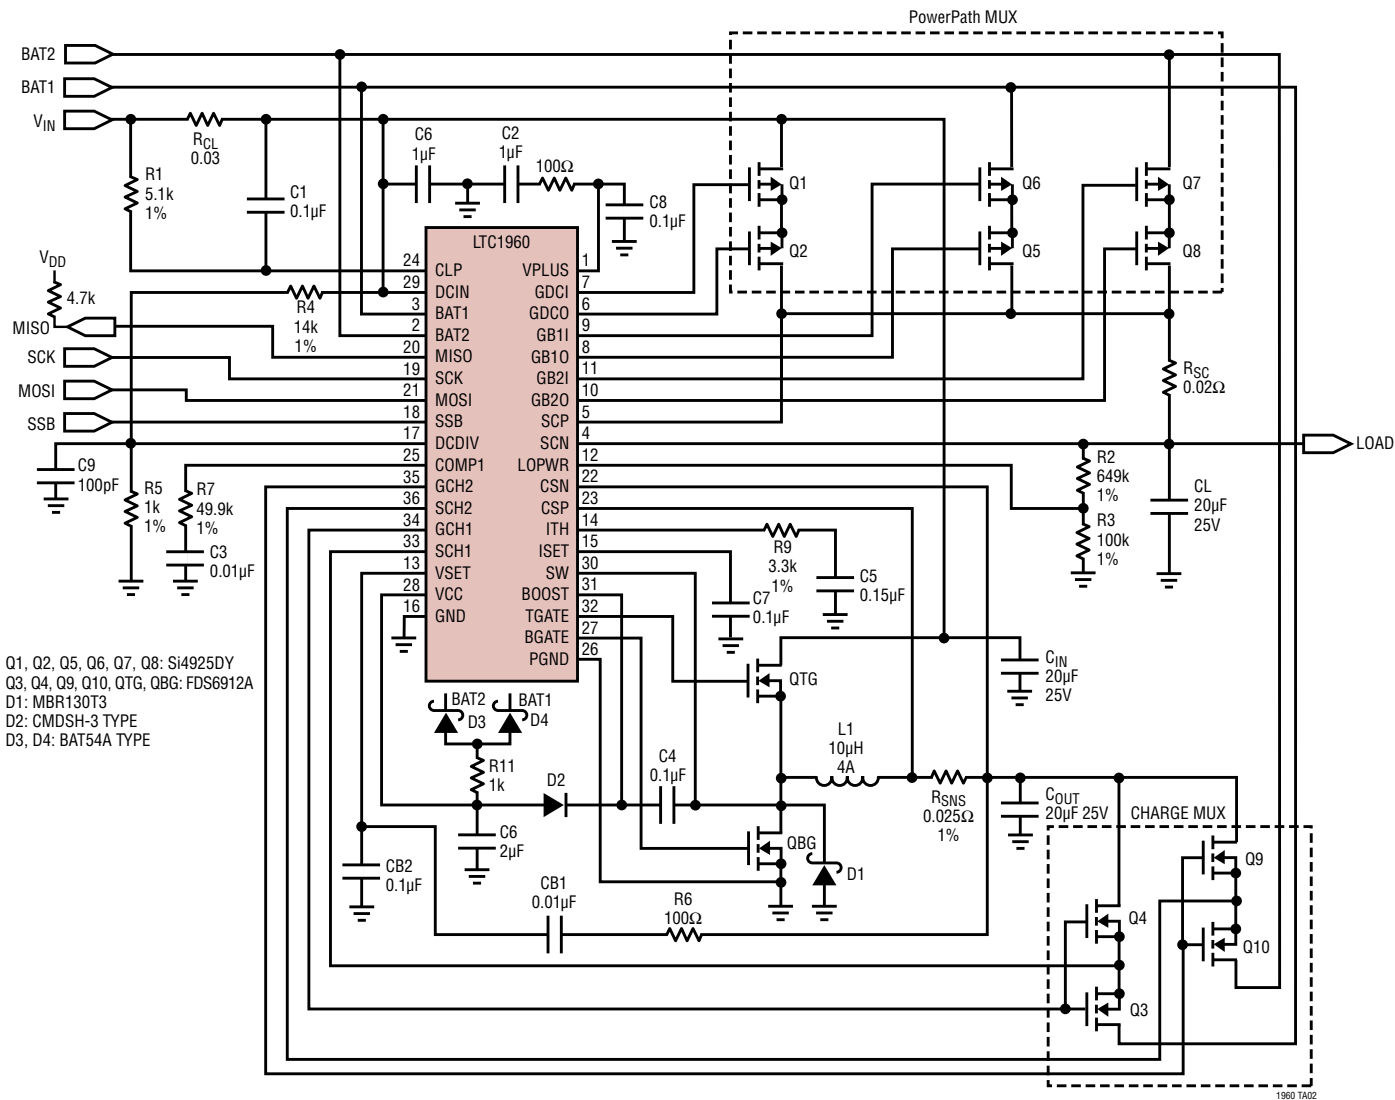 PowerPath MUX
BAT2
BAT1
VIN
RCL
0.03
R1
5.1k
1%
C1
0.1µF
C6
1µF
C2
1µF
100Ω
C8
0.1µF
Q1
Q2
Q6
Q5
Q7
Q8
VDD
4.7k
MISO
SCK
MOSI
SSB
R4
14k
1%
LTC1960
24 CLP
29 DCIN
3 BAT1
2 BAT2
20 MISO
19 SCK
21 MOSI
18 SSB
17 DCDIV
25 COMP1
35 GCH2
36 SCH2
34 GCH1
33 SCH1
13 VSET
28 VCC
16 GND
VPLUS 1
GDCI 7
GDCO 6
GB1I 9
GB1O 8
GB2I 11
GB2O 10
SCP 5
SCN 4
LOPWR 12
CSN 22
CSP 23
ITH 14
ISET 15
SW 30
BOOST 31
TGATE 32
BGATE 27
PGND 26
RSC
0.02Ω
LOAD
C9
100pF
R5
1k
1%
R7
49.9k
1%
C3
0.01µF
R2
649k
1%
R3
100k
1%
CL
20µF
25V
R9
3.3k
1%
C7
0.1µF
C5
0.15µF
CIN
20µF
25V
QTG
Q1, Q2, Q5, Q6, Q7, Q8: Si4925DY
Q3, Q4, Q9, Q10, QTG, QBG: FDS6912A
D1: MBR130T3
D2: CMDSH-3 TYPE
D3, D4: BAT54A TYPE
BAT2
D3
BAT1
D4
R11
1k
D2
C4
0.1µF
L1
10µH
4A
RSNS
0.025Ω
1%
COUT
20µF 25V
CHARGE MUX
C6
2µF
QBG
D1
CB2
0.1µF
CB1
0.01µF
R6
100Ω
Q9
Q4
Q10
Q3
1960 TA02